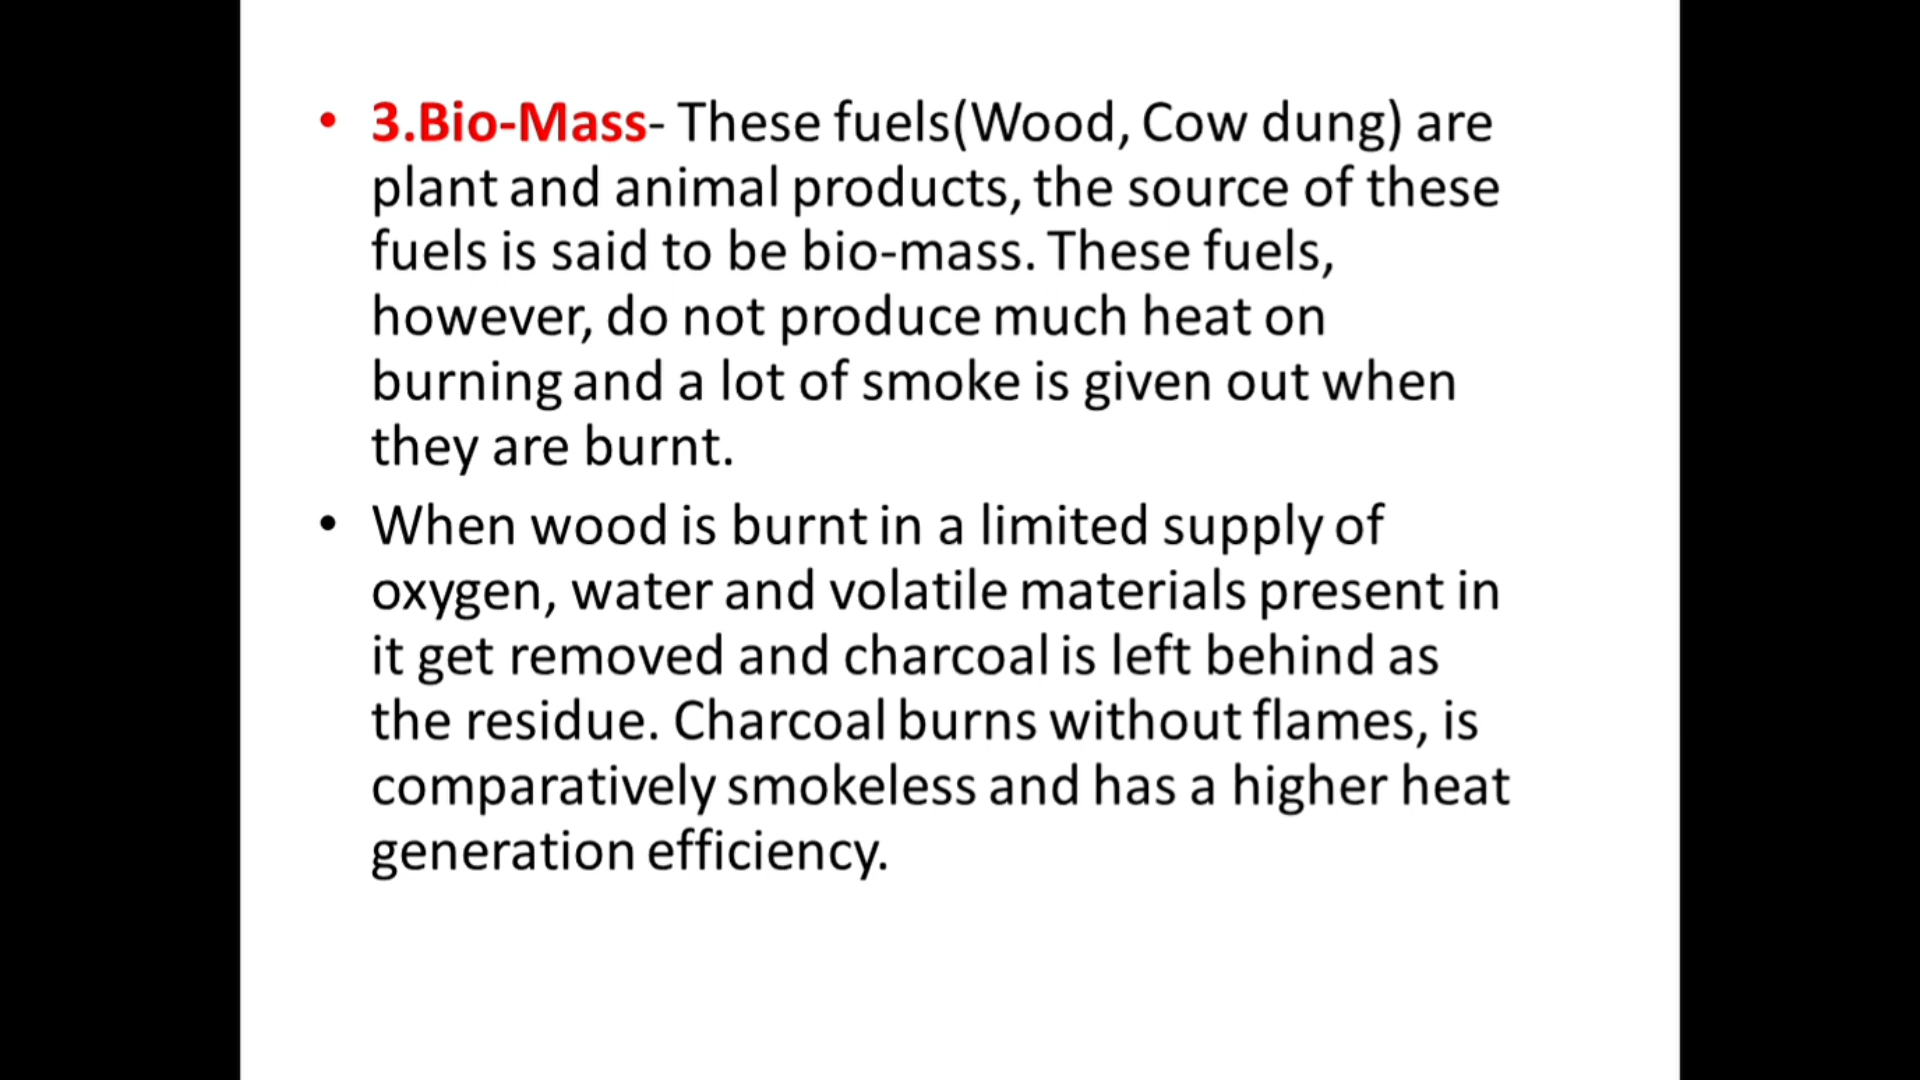 • 3.Bio-Mass- These fuels(Wood, Cow dung) are
plant and animal products, the source of these
fuels is said to be bio-mass. These fuels,
however, do not produce much heat on
burning and a lot of smoke is given out when
they are burnt.
• When wood is burnt in a limited supply of
oxygen, water and volatile materials present in
it get removed and charcoal is left behind as
the residue. Charcoal burns without flames, is
comparatively smokeless and has a higher heat
generation efficiency.